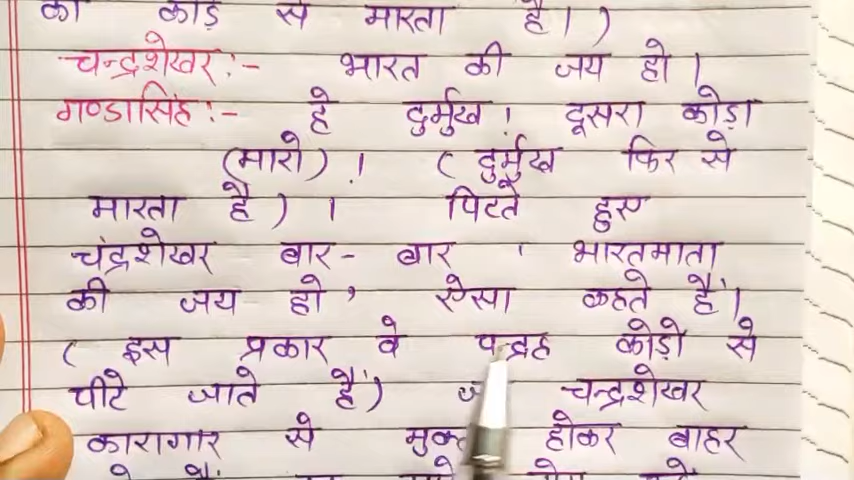 को कोड़े से मारता है। )
चन्द्रशेखर:- भारत की जय हो ।
गण्डासिंह:- हे दुर्मुख । दूसरा कोड़ा
(मारो) । ( दुर्मुख फिर से
मारता है ) । पिटते हुए
चंद्रशेखर बार- बार ' भारतमाता
की जय हो ' ऐसा कहते हैं।
( इस प्रकार वे पन्द्रह कोड़ो से
पीटे जाते हैं) चन्द्रशेखर
कारागार से मुक्त होकर बाहर